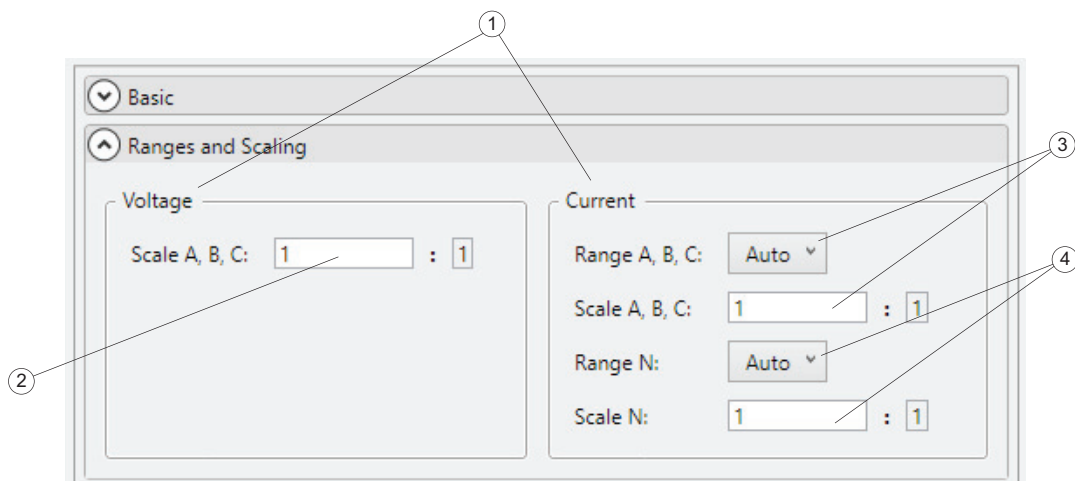 1
Basic
Ranges and Scaling
3
Voltage
Current
Scale A, B, C: 1 : 1
Range A, B, C: Auto
4
Scale A, B, C: 1 : 1
Range N: Auto
2
Scale N: 1 : 1